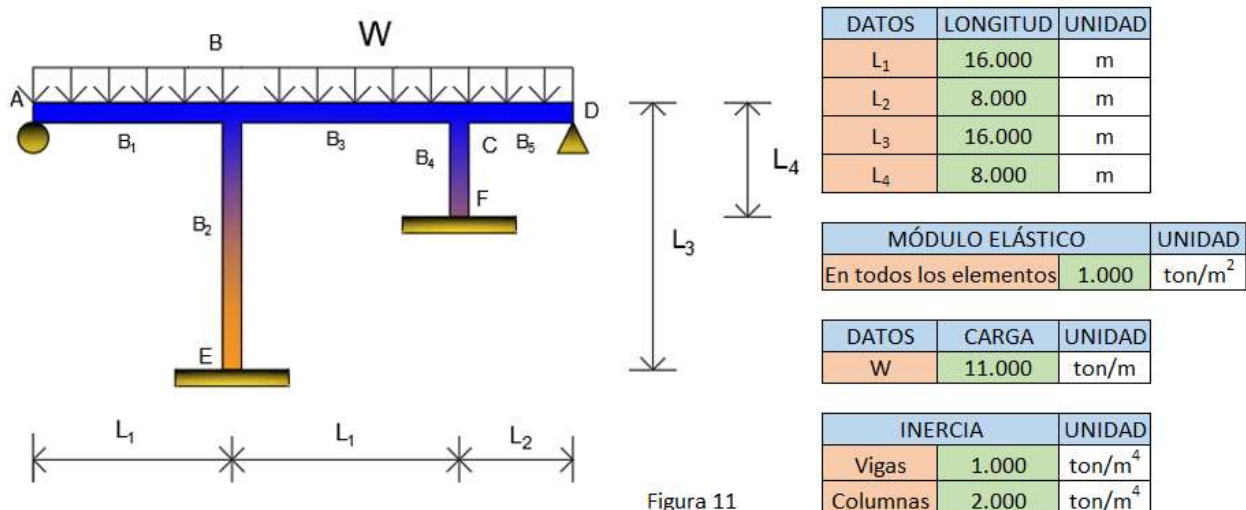 B
W
A
D
B₁
B₃
B₄
C
B₅
F
B₂
E
L₄
L₃
L₁
L₁
L₂
Figura 11
DATOS LONGITUD UNIDAD
L₁ 16.000 m
L₂ 8.000 m
L₃ 16.000 m
L₄ 8.000 m
MÓDULO ELÁSTICO UNIDAD
En todos los elementos 1.000 ton/m²
DATOS CARGA UNIDAD
W 11.000 ton/m
INERCIA UNIDAD
Vigas 1.000 ton/m⁴
Columnas 2.000 ton/m⁴